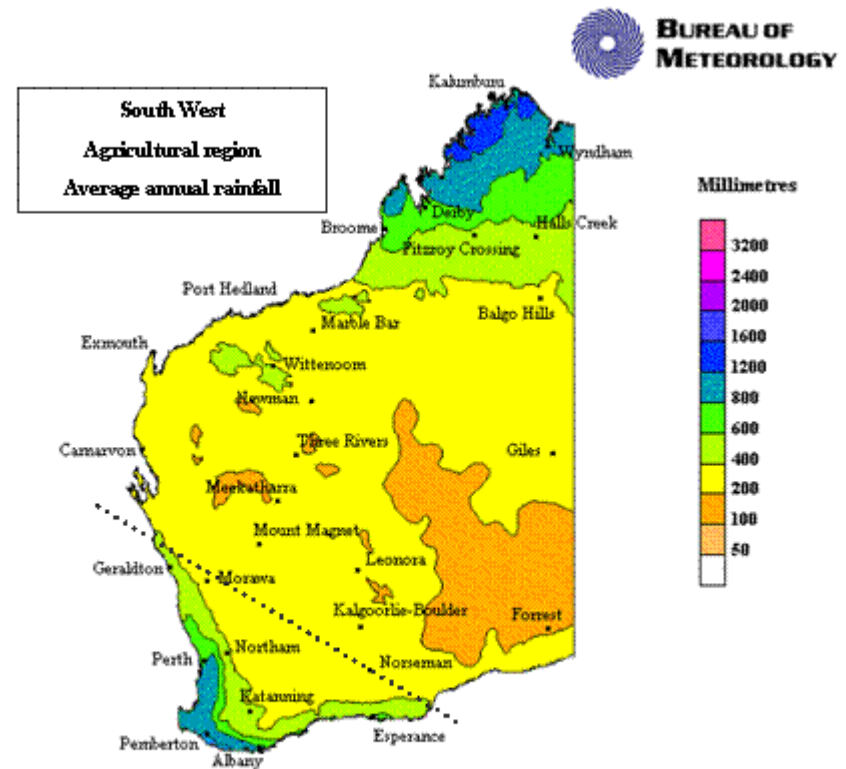 BUREAU OF
METEOROLOGY
South West
Agricultural region
Average annual rainfall
Kalumburu
Wyndham
Derby
Broome
Halls Creek
Fitzroy Crossing
Port Hedland
Balgo Hills
Marble Bar
Exmouth
Wittenoom
Newman
Three Rivers
Carnarvon
Giles
Meekatharra
Mount Magnet
Leonora
Geraldton
Morawa
Kalgoorlie-Boulder
Forrest
Northam
Perth
Norseman
Katanning
Esperance
Pemberton
Albany
Millimetres
3200
2400
2000
1600
1200
800
600
400
200
100
50